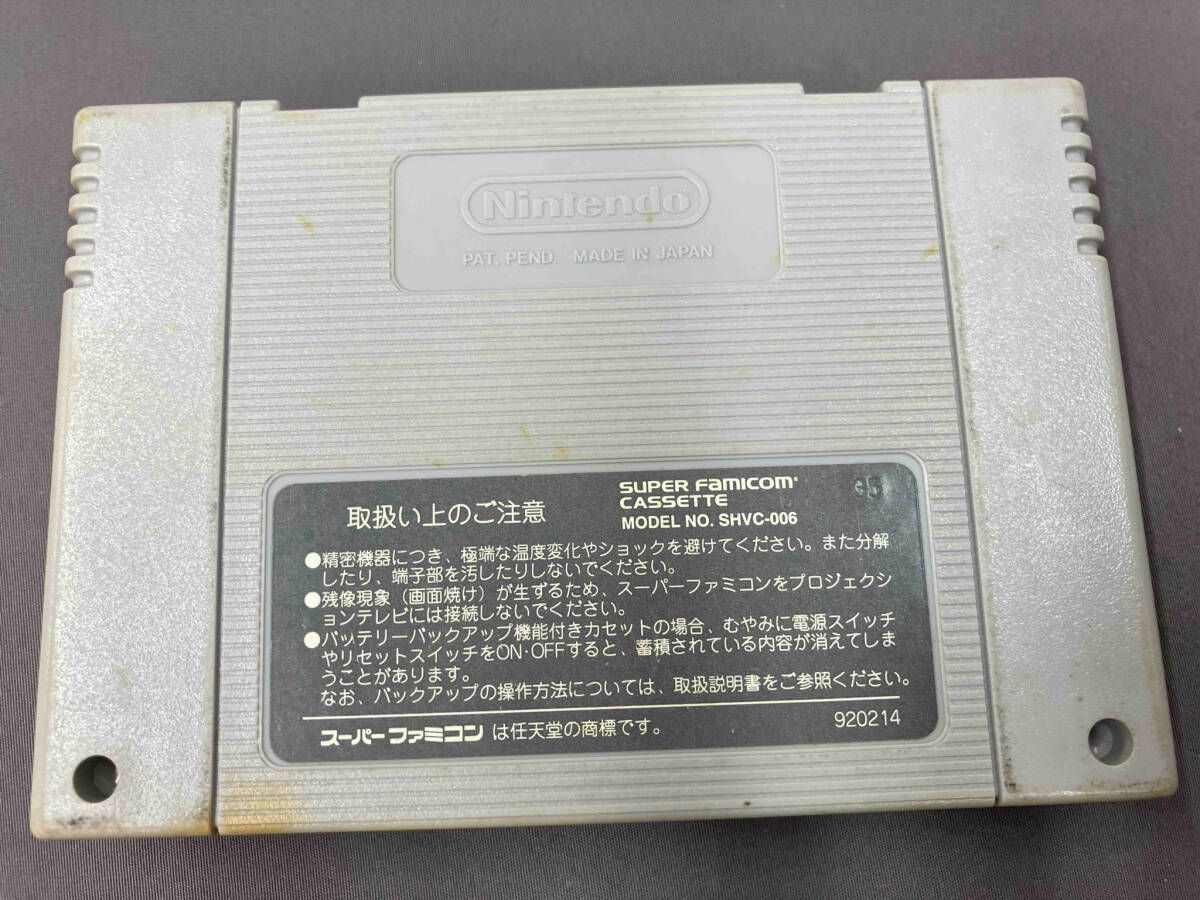 Nintendo
PAT. PEND. MADE IN JAPAN
SUPER FAMICOM
CASSETTE
MODEL NO. SHVC-006
35
取扱い上のご注意
●精密機器につき、極端な温度変化やショックを避けてください。また分解
したり、端子部を汚したりしないでください。
●残像現象（画面焼け）が生ずるため、スーパーファミコンをプロジェクシ
ョンテレビには接続しないでください。
●バッテリーバックアップ機能付きカセットの場合、むやみに電源スイッチ
やリセットスイッチをON·OFFすると、蓄積されている内容が消えてしま
うことがあります。
なお、バックアップの操作方法については、取扱説明書をご参照ください。
スーパーファミコンは任天堂の商標です。
920214